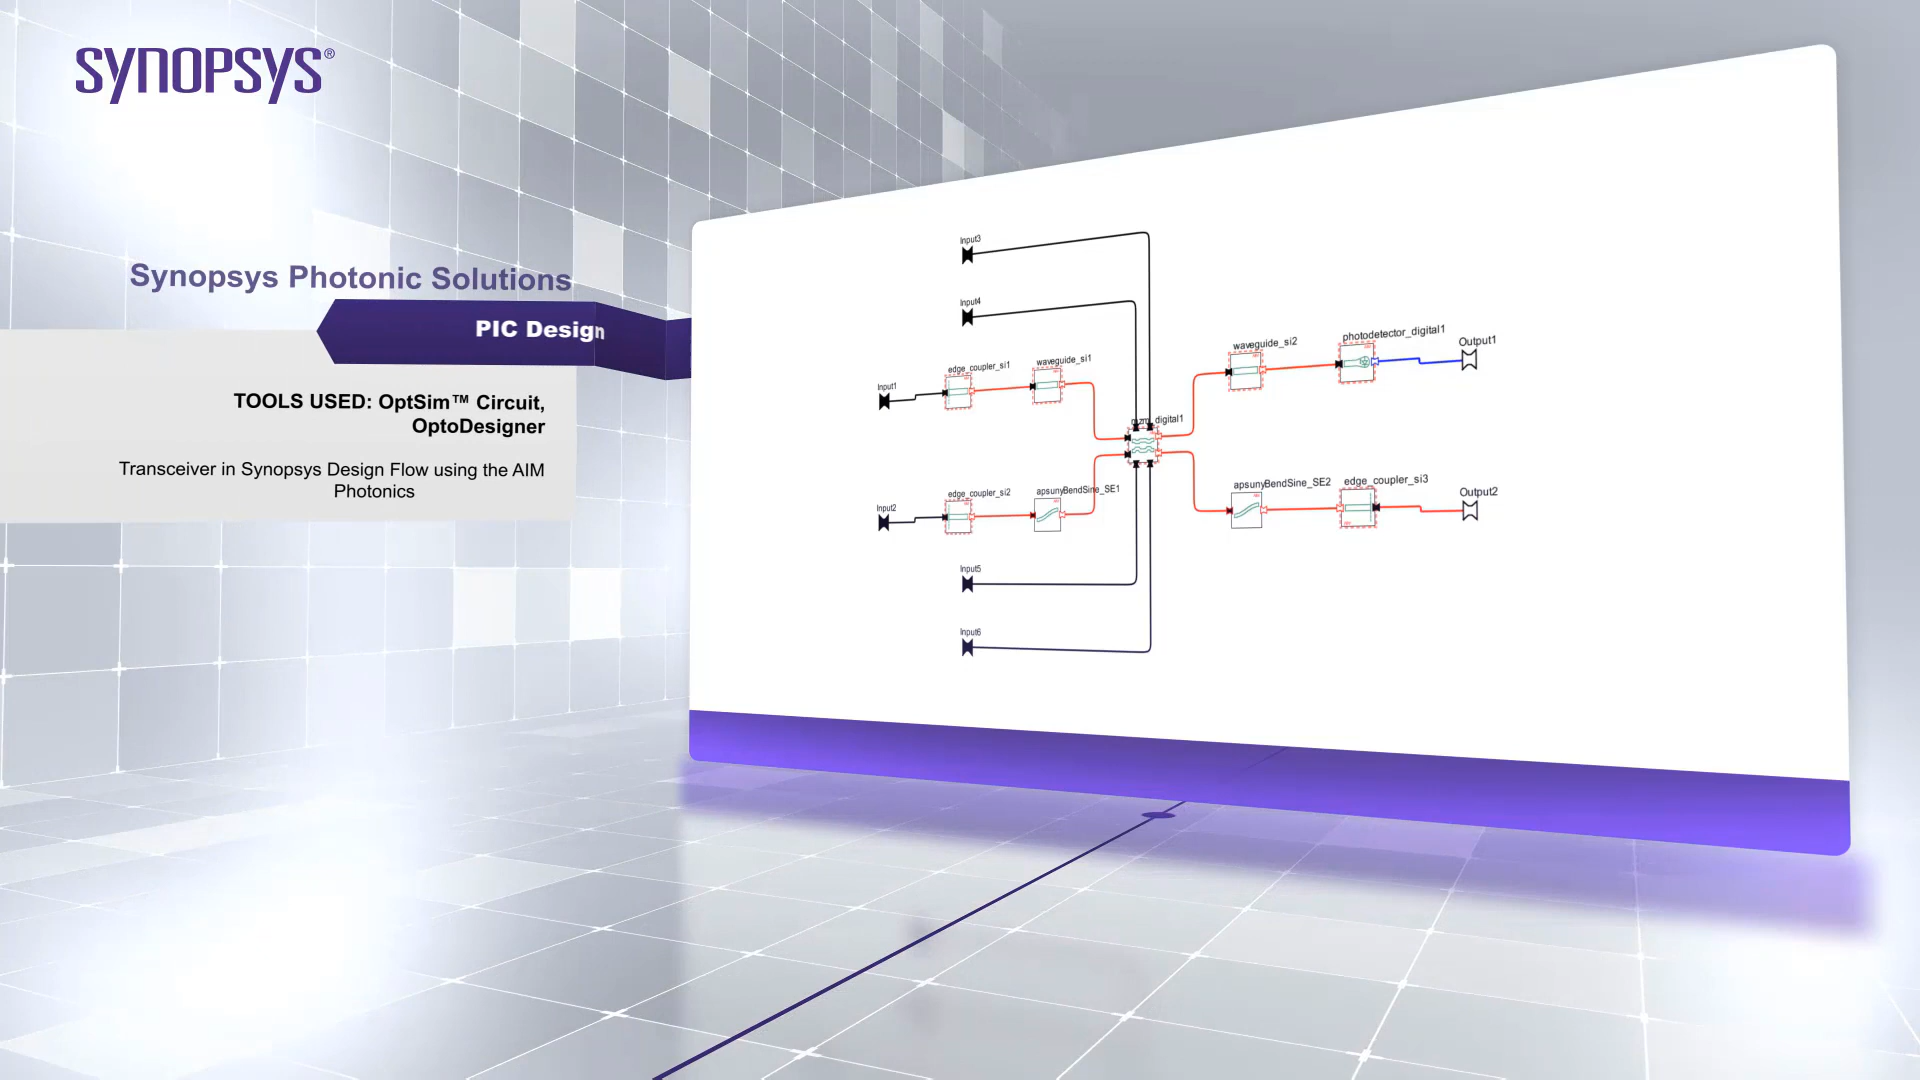 SYNOPSYS®
Synopsys Photonic Solutions
PIC Design
TOOLS USED: OptSim™ Circuit,
OptoDesigner
Transceiver in Synopsys Design Flow using the AIM
Photonics
Input3
Input4
Input1
edge_coupler_si1
waveguide_si1
mzm_digital1
waveguide_si2
photodetector_digital1
Output1
Input2
edge_coupler_si2
apsunyBendSine_SE1
apsunyBendSine_SE2
edge_coupler_si3
Output2
Input5
Input6